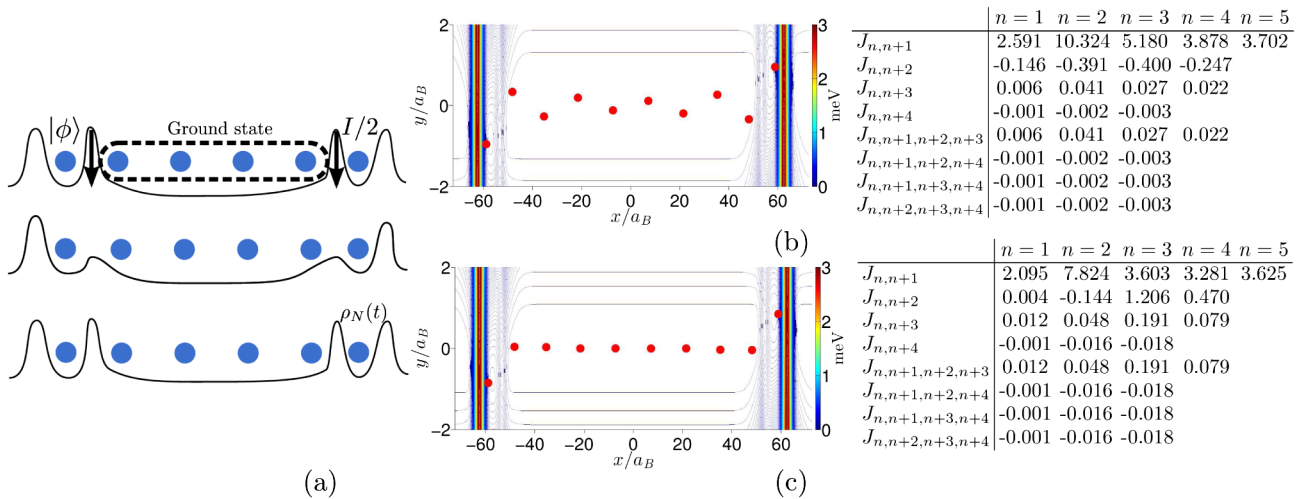 |ϕ⟩ Ground state I/2
ρ_N(t)
(a)
2
1
0
-1
-2
y/a_B
-60 -40 -20 0 20 40 60
x/a_B
3
2
1
0
meV
(b)
n = 1 n = 2 n = 3 n = 4 n = 5
J_{n,n+1} 2.591 10.324 5.180 3.878 3.702
J_{n,n+2} -0.146 -0.391 -0.400 -0.247
J_{n,n+3} 0.006 0.041 0.027 0.022
J_{n,n+4} -0.001 -0.002 -0.003
J_{n,n+1,n+2,n+3} 0.006 0.041 0.027 0.022
J_{n,n+1,n+2,n+4} -0.001 -0.002 -0.003
J_{n,n+1,n+3,n+4} -0.001 -0.002 -0.003
J_{n,n+2,n+3,n+4} -0.001 -0.002 -0.003
2
1
0
-1
-2
y/a_B
-60 -40 -20 0 20 40 60
x/a_B
3
2
1
0
meV
(c)
n = 1 n = 2 n = 3 n = 4 n = 5
J_{n,n+1} 2.095 7.824 3.603 3.281 3.625
J_{n,n+2} 0.004 -0.144 1.206 0.470
J_{n,n+3} 0.012 0.048 0.191 0.079
J_{n,n+4} -0.001 -0.016 -0.018
J_{n,n+1,n+2,n+3} 0.012 0.048 0.191 0.079
J_{n,n+1,n+2,n+4} -0.001 -0.016 -0.018
J_{n,n+1,n+3,n+4} -0.001 -0.016 -0.018
J_{n,n+2,n+3,n+4} -0.001 -0.016 -0.018